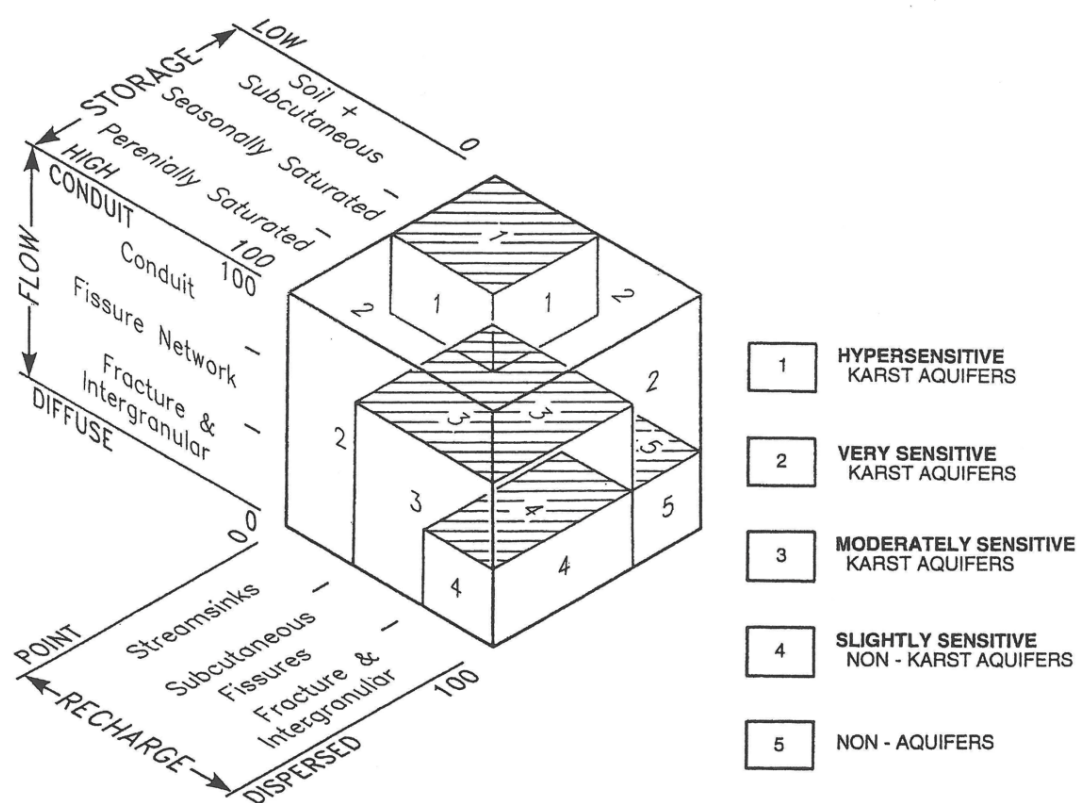 STORAGE
LOW
Soil +
Subcutaneous
Seasonally Saturated
Perenially Saturated
HIGH
0
100
FLOW
CONDUIT
100
Conduit
Fissure Network
Fracture &
Intergranular
DIFFUSE
0
0
POINT
Streamsinks
Subcutaneous
Fissures
Fracture &
Intergranular
DISPERSED
100
RECHARGE
1
1
1
2
2
2
2
3
3
3
4
4
4
5
5
1 HYPERSENSITIVE
KARST AQUIFERS
2 VERY SENSITIVE
KARST AQUIFERS
3 MODERATELY SENSITIVE
KARST AQUIFERS
4 SLIGHTLY SENSITIVE
NON - KARST AQUIFERS
5 NON - AQUIFERS